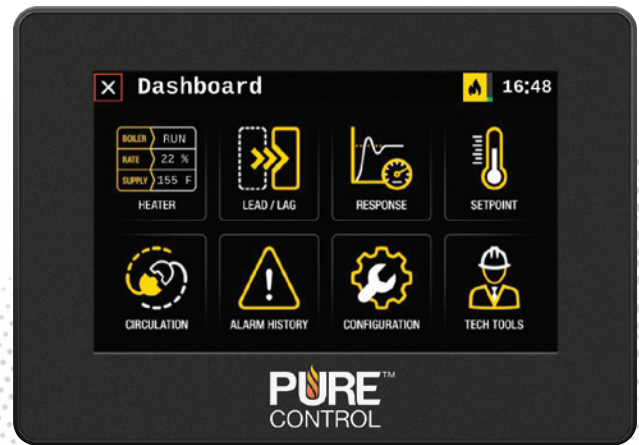 Dashboard 16:48
BOILER RUN
RATE 22 %
SUPPLY 155 F
HEATER LEAD / LAG RESPONSE SETPOINT
CIRCULATION ALARM HISTORY CONFIGURATION TECH TOOLS
PURE™
CONTROL